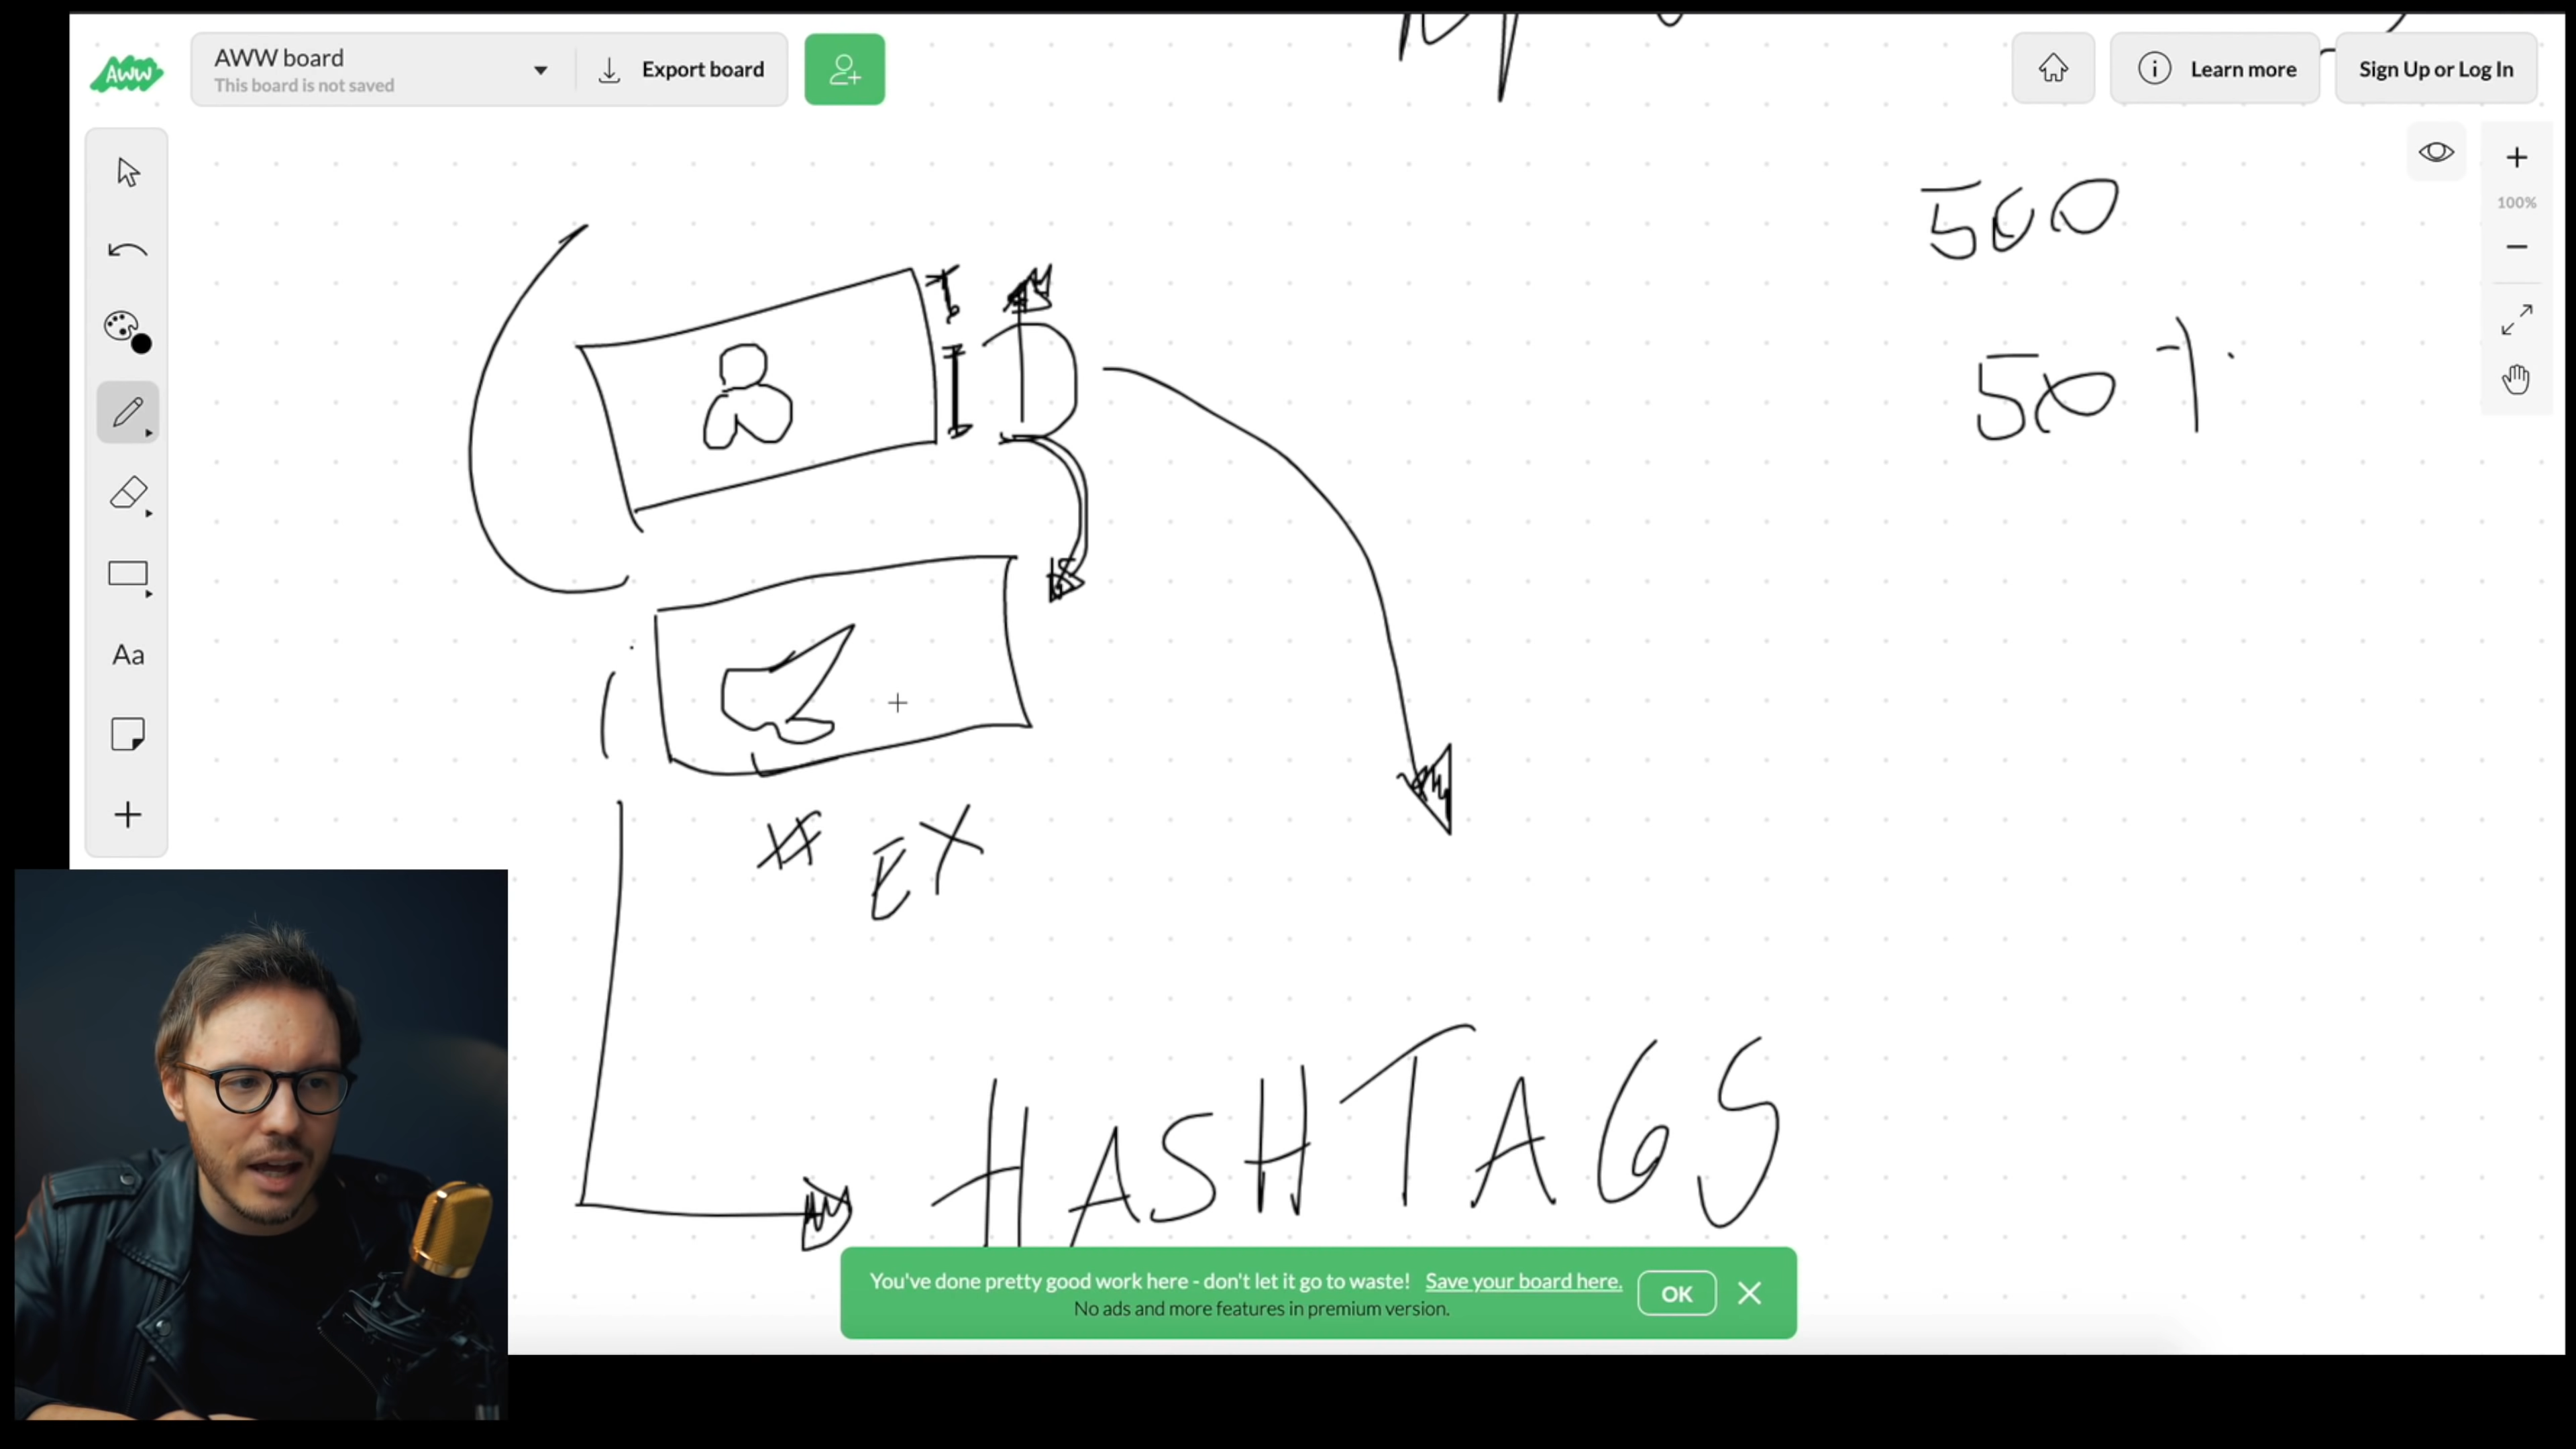 AWW
AWW board
This board is not saved
Export board
Learn more
Sign Up or Log In
100%
500
50
Aa
# EX
HASHTAGS
You've done pretty good work here - don't let it go to waste! Save your board here.
No ads and more features in premium version.
OK